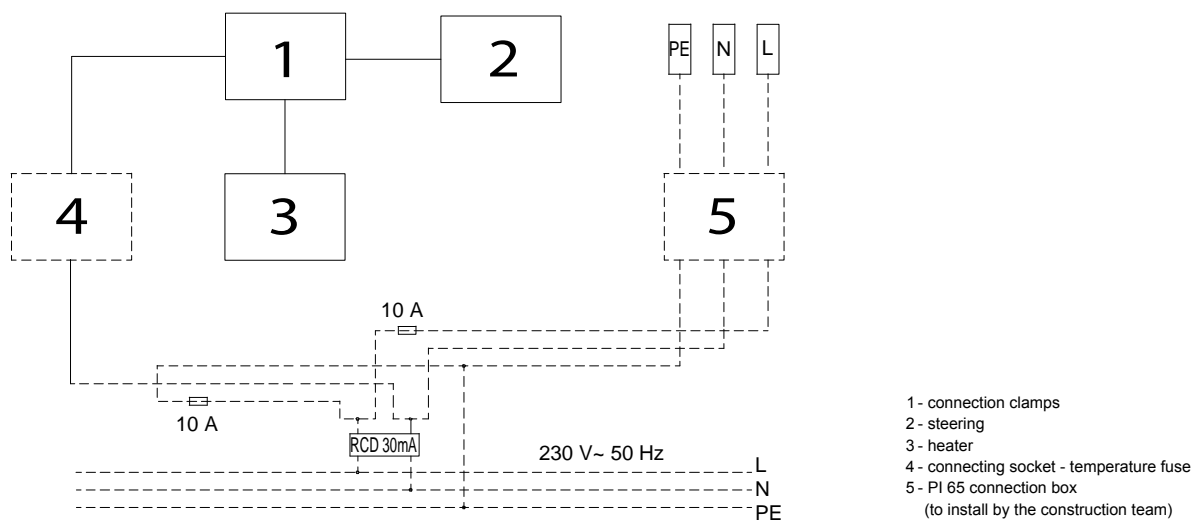 1
2
PE N L
4
3
5
10 A
10 A
RCD 30mA
230 V~ 50 Hz
L
N
PE
1 - connection clamps
2 - steering
3 - heater
4 - connecting socket - temperature fuse
5 - PI 65 connection box
(to install by the construction team)